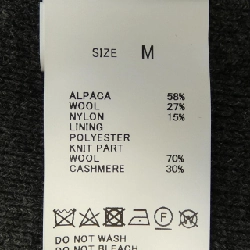 SIZE M
ALPACA 58%
WOOL 27%
NYLON 15%
LINING
POLYESTER
KNIT PART
WOOL 70%
CASHMERE 30%
DO NOT WASH
DO NOT BLEACH